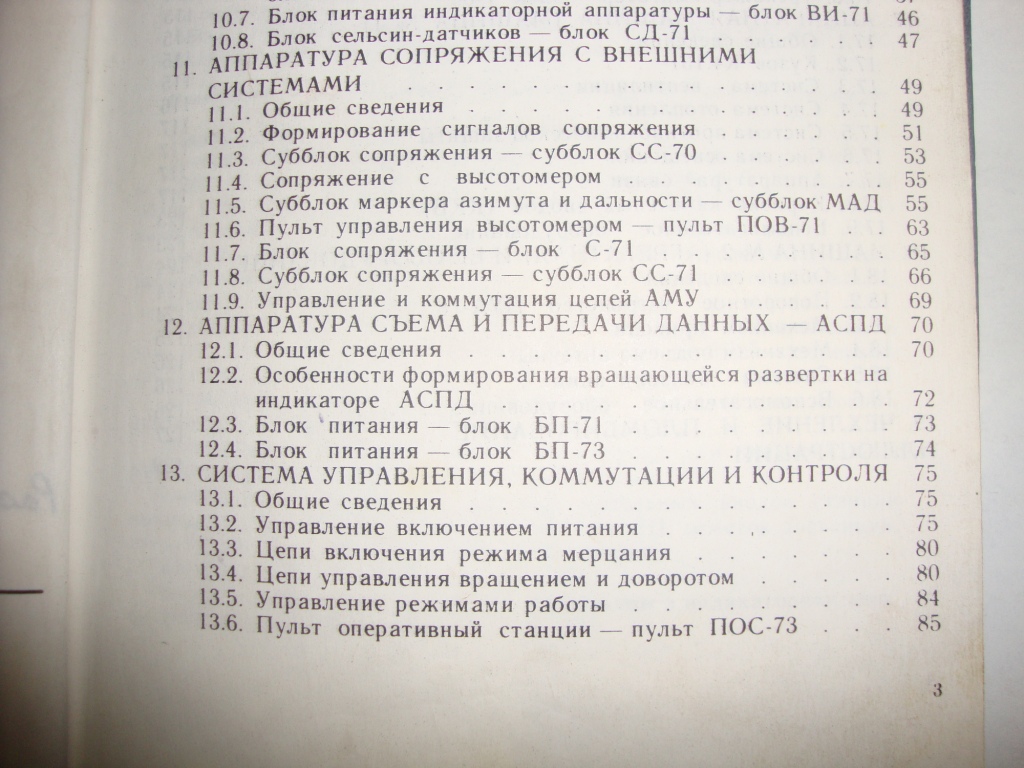 10.7. Блок питания индикаторной аппаратуры — блок ВИ-71 . 46
10.8. Блок сельсин-датчиков — блок СД-71 . . . . . 47
11. АППАРАТУРА СОПРЯЖЕНИЯ С ВНЕШНИМИ
СИСТЕМАМИ . . . . . . . . . . 49
11.1. Общие сведения . . . . . . . . . 49
11.2. Формирование сигналов сопряжения . . . 51
11.3. Субблок сопряжения — субблок СС-70 . . . . 53
11.4. Сопряжение с высотомером . . . . . . 55
11.5. Субблок маркера азимута и дальности — субблок МАД 55
11.6. Пульт управления высотомером — пульт ПОВ-71 . . 63
11.7. Блок сопряжения — блок С-71 . . . . . . 65
11.8. Субблок сопряжения — субблок СС-71 . . . . 66
11.9. Управление и коммутация цепей АМУ . . . . 69
12. АППАРАТУРА СЪЕМА И ПЕРЕДАЧИ ДАННЫХ — АСПД 70
12.1. Общие сведения . . . . . . . . . 70
12.2. Особенности формирования вращающейся развертки на
индикаторе АСПД . . . . . . . . . 72
12.3. Блок питания — блок БП-71 . . . . . 73
12.4. Блок питания — блок БП-73 . . . . . 74
13. СИСТЕМА УПРАВЛЕНИЯ, КОММУТАЦИИ И КОНТРОЛЯ 75
13.1. Общие сведения . . . . . . . . . 75
13.2. Управление включением питания . . . . . 75
13.3. Цепи включения режима мерцания . . . . . 80
13.4. Цепи управления вращением и доворотом . . . . 80
13.5. Управление режимами работы . . . . . . 84
13.6. Пульт оперативный станции — пульт ПОС-73 . . . 85
3